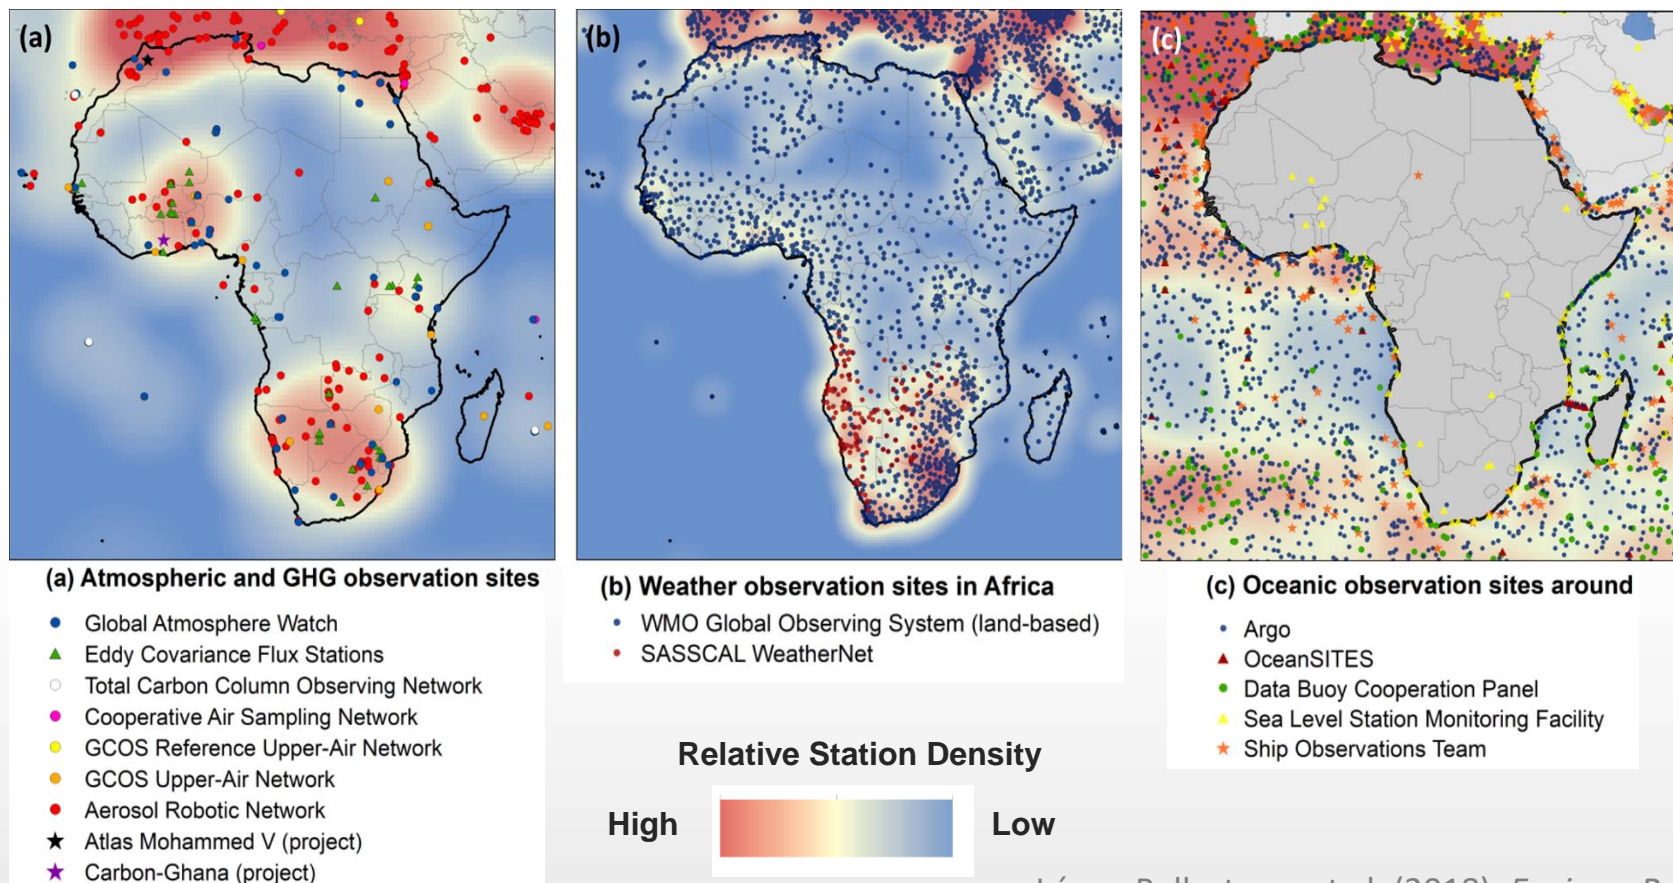 (a)
(b)
(c)
(a) Atmospheric and GHG observation sites
Global Atmosphere Watch
Eddy Covariance Flux Stations
Total Carbon Column Observing Network
Cooperative Air Sampling Network
GCOS Reference Upper-Air Network
GCOS Upper-Air Network
Aerosol Robotic Network
Atlas Mohammed V (project)
Carbon-Ghana (project)
(b) Weather observation sites in Africa
WMO Global Observing System (land-based)
SASSCAL WeatherNet
(c) Oceanic observation sites around
Argo
OceanSITES
Data Buoy Cooperation Panel
Sea Level Station Monitoring Facility
Ship Observations Team
Relative Station Density
High
Low
et al. (2018)